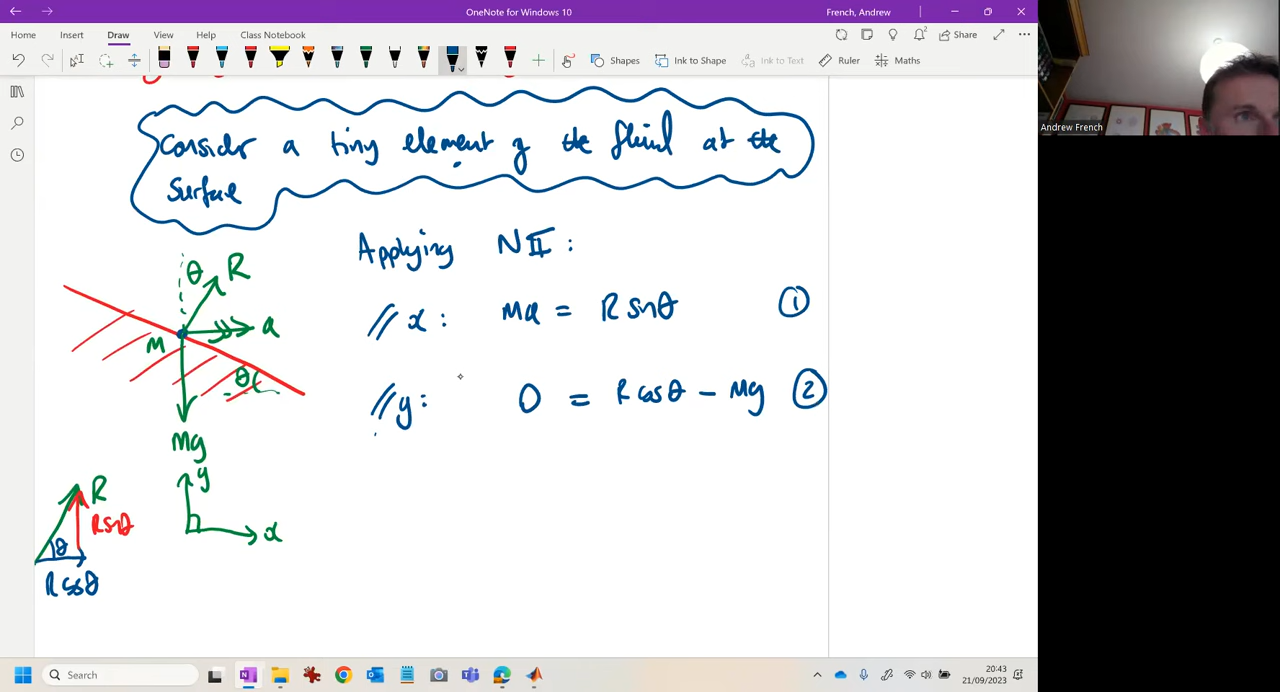 OneNote for Windows 10
French, Andrew
Home Insert Draw View Help Class Notebook
Share
Shapes Ink to Shape Ink to Text Ruler Maths
Andrew French
Consider a tiny element of the fluid at the
surface
Applying NII:
θ R
// x: Ma = R sinθ ①
a
M
θ
// y: 0 = R cosθ - Mg ②
Mg
y
R
R sinθ
x
θ
R cosθ
Search
20:43
21/09/2023